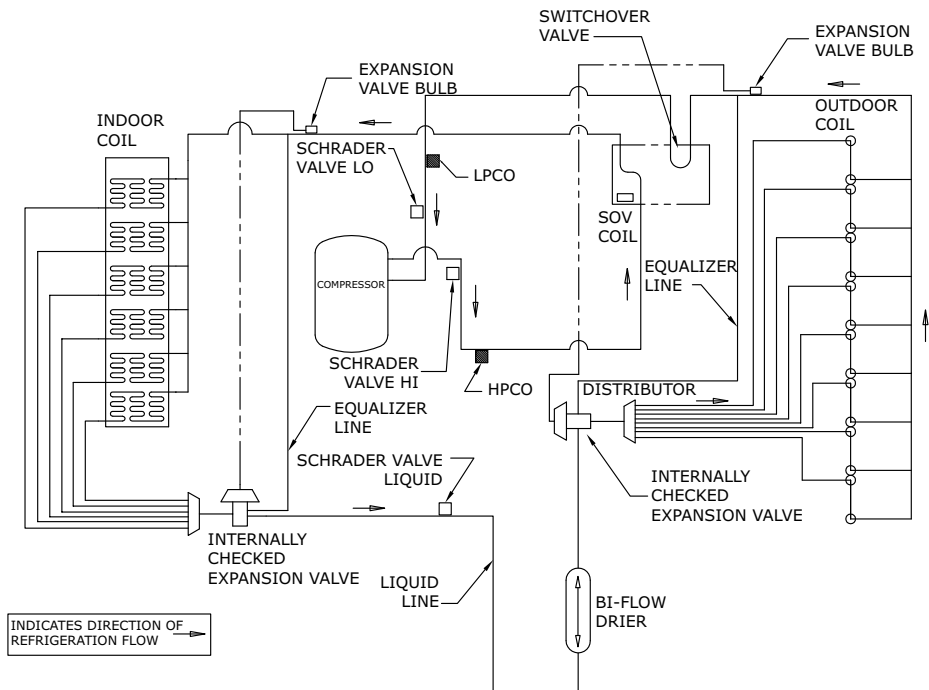 SWITCHOVER
VALVE
EXPANSION
VALVE BULB
EXPANSION
VALVE BULB
INDOOR
COIL
OUTDOOR
COIL
SCHRADER
VALVE LO
LPCO
SOV
COIL
COMPRESSOR
EQUALIZER
LINE
SCHRADER
VALVE HI
HPCO
DISTRIBUTOR
EQUALIZER
LINE
SCHRADER VALVE
LIQUID
INTERNALLY
CHECKED
EXPANSION VALVE
INTERNALLY
CHECKED
EXPANSION VALVE
LIQUID
LINE
BI-FLOW
DRIER
INDICATES DIRECTION OF
REFRIGERATION FLOW